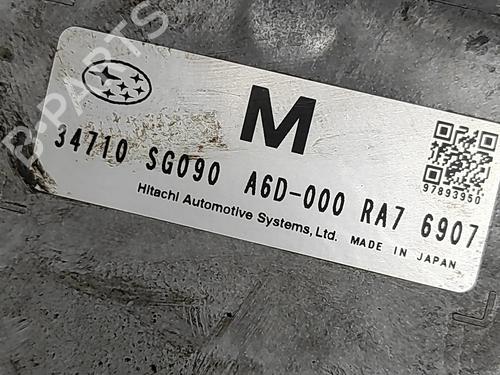 M
34710 SG090 A6D-000 RA7 6907
97893950
Hitachi Automotive Systems, Ltd. MADE IN JAPAN
B-PARTS